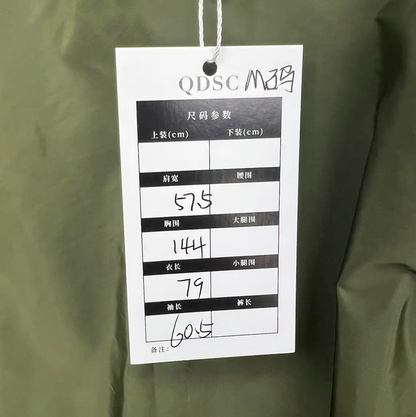 QDSC M码
尺码参数
上装(cm) 下装(cm)
肩宽 腰围
57.5
胸围 大腿围
144
衣长 小腿围
79
袖长 裤长
60.5
备注: